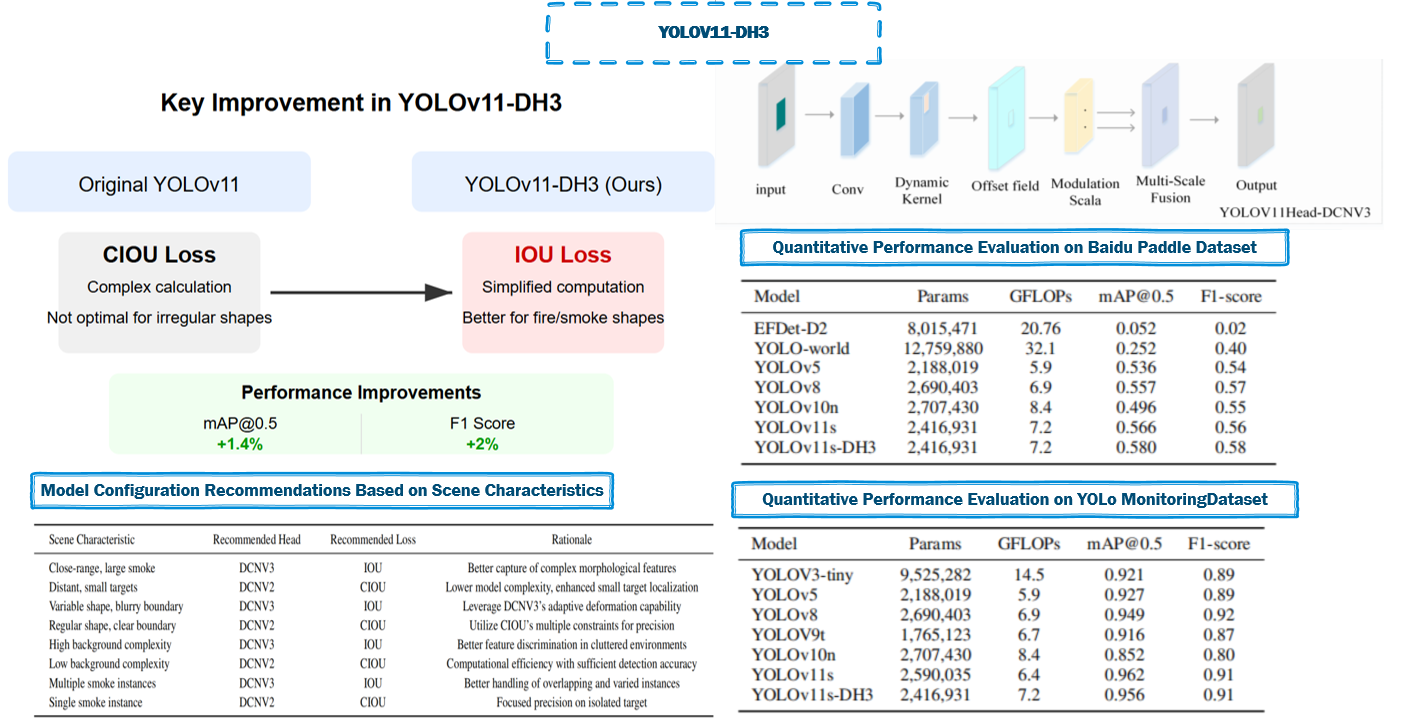 YOLOV11-DH3
Key Improvement in YOLOv11-DH3
Original YOLOv11
YOLOv11-DH3 (Ours)
CIOU Loss
Complex calculation
Not optimal for irregular shapes
IOU Loss
Simplified computation
Better for fire/smoke shapes
Performance Improvements
mAP@0.5
+1.4%
F1 Score
+2%
Model Configuration Recommendations Based on Scene Characteristics
Scene Characteristic Recommended Head Recommended Loss Rationale
Close-range, large smoke DCNV3 IOU Better capture of complex morphological features
Distant, small targets DCNV2 CIOU Lower model complexity, enhanced small target localization
Variable shape, blurry boundary DCNV3 IOU Leverage DCNV3's adaptive deformation capability
Regular shape, clear boundary DCNV2 CIOU Utilize CIOU's multiple constraints for precision
High background complexity DCNV3 IOU Better feature discrimination in cluttered environments
Low background complexity DCNV2 CIOU Computational efficiency with sufficient detection accuracy
Multiple smoke instances DCNV3 IOU Better handling of overlapping and varied instances
Single smoke instance DCNV2 CIOU Focused precision on isolated target
input
Conv
Dynamic
Kernel
Offset field
Modulation
Scala
Multi-Scale
Fusion
Output
YOLOV11Head-DCNV3
Quantitative Performance Evaluation on Baidu Paddle Dataset
Model Params GFLOPs mAP@0.5 F1-score
EFDet-D2 8,015,471 20.76 0.052 0.02
YOLO-world 12,759,880 32.1 0.252 0.40
YOLOv5 2,188,019 5.9 0.536 0.54
YOLOv8 2,690,403 6.9 0.557 0.57
YOLOv10n 2,707,430 8.4 0.496 0.55
YOLOv11s 2,416,931 7.2 0.566 0.56
YOLOv11s-DH3 2,416,931 7.2 0.580 0.58
Quantitative Performance Evaluation on YOLo MonitoringDataset
Model Params GFLOPs mAP@0.5 F1-score
YOLOV3-tiny 9,525,282 14.5 0.921 0.89
YOLOv5 2,188,019 5.9 0.927 0.89
YOLOv8 2,690,403 6.9 0.949 0.92
YOLOV9t 1,765,123 6.7 0.916 0.87
YOLOv10n 2,707,430 8.4 0.852 0.80
YOLOv11s 2,590,035 6.4 0.962 0.91
YOLOv11s-DH3 2,416,931 7.2 0.956 0.91